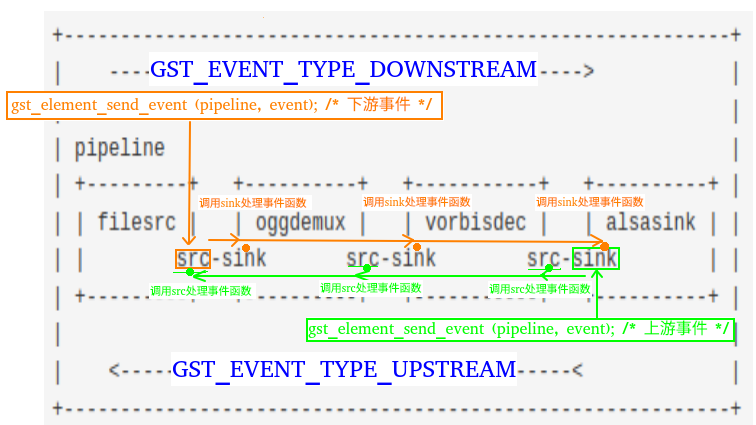 +----------------------------------------------------------+
| ----GST_EVENT_TYPE_DOWNSTREAM----> |
gst_element_send_event (pipeline, event); /* 下游事件 */
| pipeline |
| +---------+ +----------+ +-----------+ +----------+ |
调用sink处理事件函数 调用sink处理事件函数 调用sink处理事件函数
| | filesrc | | oggdemux | | vorbisdec | | alsasink | |
| | src-sink src-sink src-sink | |
调用src处理事件函数 调用src处理事件函数 调用src处理事件函数
| +---------+ +----------+ +-----------+ +----------+ |
gst_element_send_event (pipeline, event); /* 上游事件 */
| <-----GST_EVENT_TYPE_UPSTREAM-----< |
+----------------------------------------------------------+